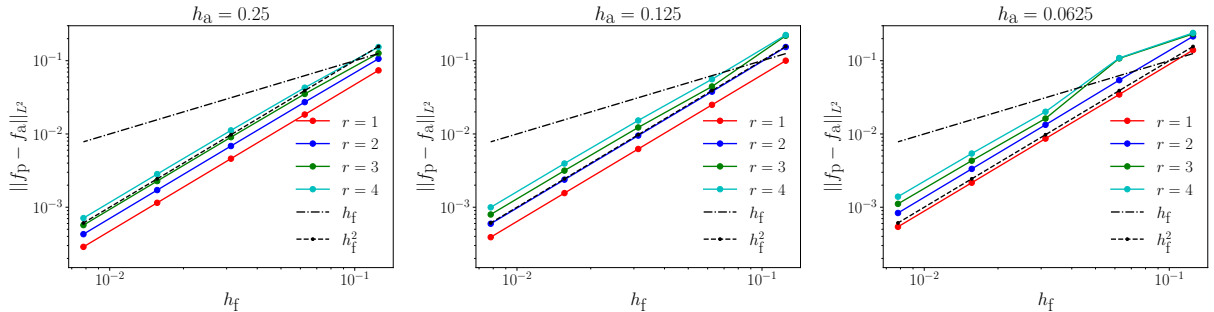 h_a = 0.25
||f_p − f_a||_{L^2}
10^{-1}
10^{-2}
10^{-3}
r = 1
r = 2
r = 3
r = 4
h_f
h_f^2
10^{-2}
10^{-1}
h_f
h_a = 0.125
||f_p − f_a||_{L^2}
10^{-1}
10^{-2}
10^{-3}
r = 1
r = 2
r = 3
r = 4
h_f
h_f^2
10^{-2}
10^{-1}
h_f
h_a = 0.0625
||f_p − f_a||_{L^2}
10^{-1}
10^{-2}
10^{-3}
r = 1
r = 2
r = 3
r = 4
h_f
h_f^2
10^{-2}
10^{-1}
h_f